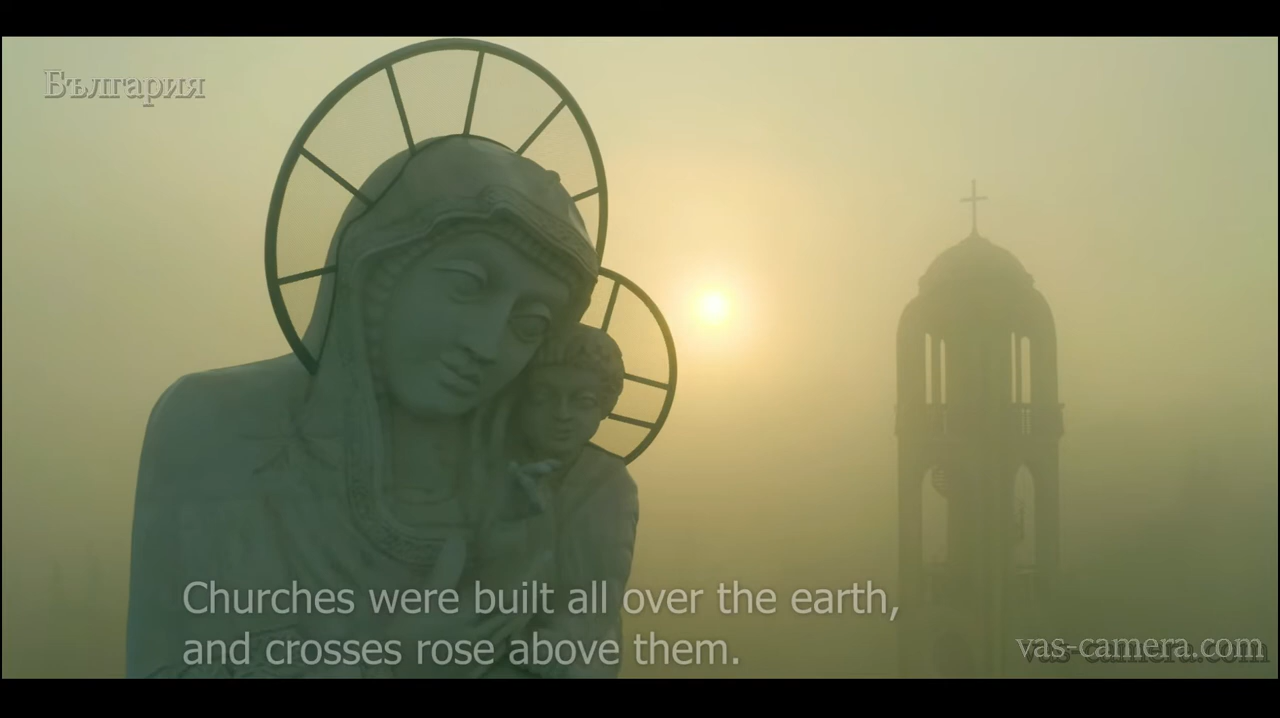 България
Churches were built all over the earth,
and crosses rose above them.
vas-camera.com